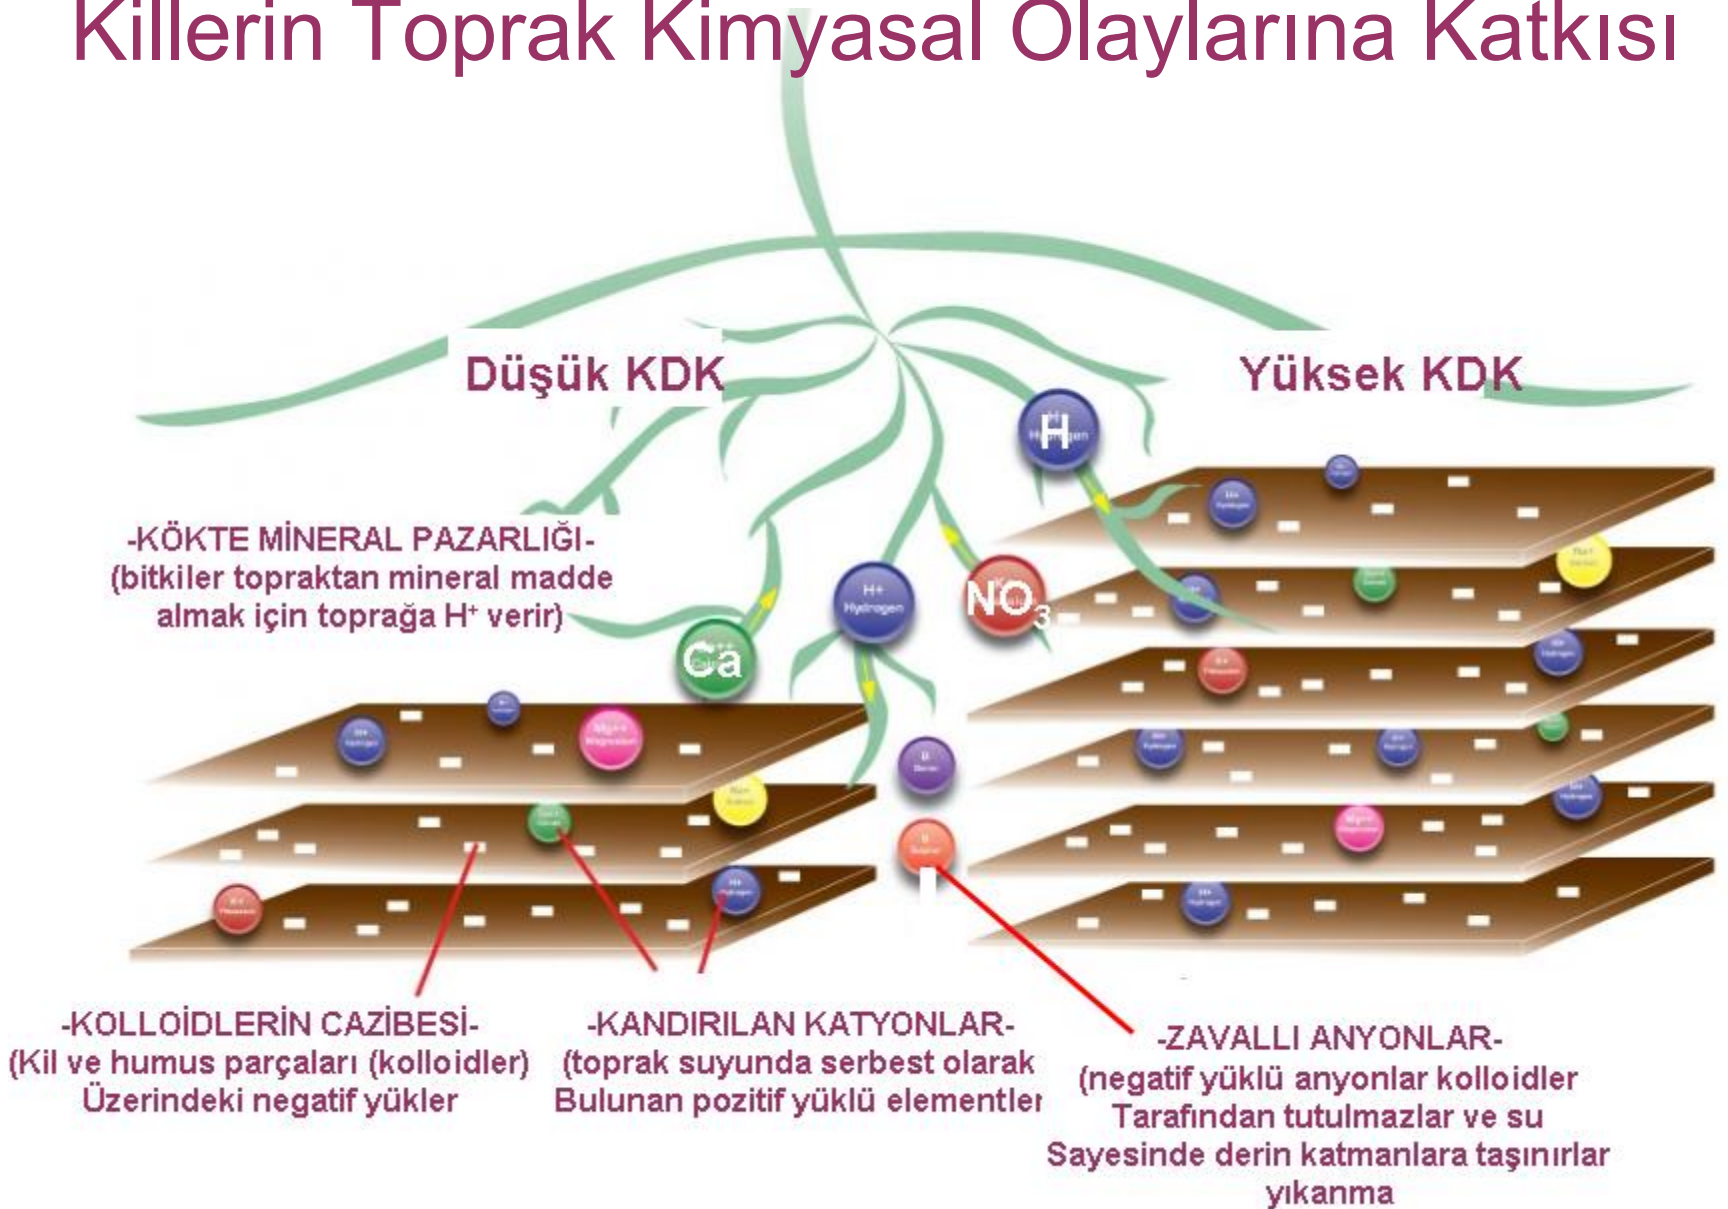 Killerin Toprak Kimyasal Olaylarına Katkısı
Düşük KDK
Yüksek KDK
H
-KÖKTE MİNERAL PAZARLIĞI-
(bitkiler topraktan mineral madde
almak için toprağa H⁺ verir)
H+
Hydrogen
NO₃
Ca
-KOLLOİDLERİN CAZİBESİ-
(Kil ve humus parçaları (kolloidler)
Üzerindeki negatif yükler
-KANDIRILAN KATYONLAR-
(toprak suyunda serbest olarak
Bulunan pozitif yüklü elementler
-ZAVALLI ANYONLAR-
(negatif yüklü anyonlar kolloidler
Tarafından tutulmazlar ve su
Sayesinde derin katmanlara taşınırlar
yıkanma